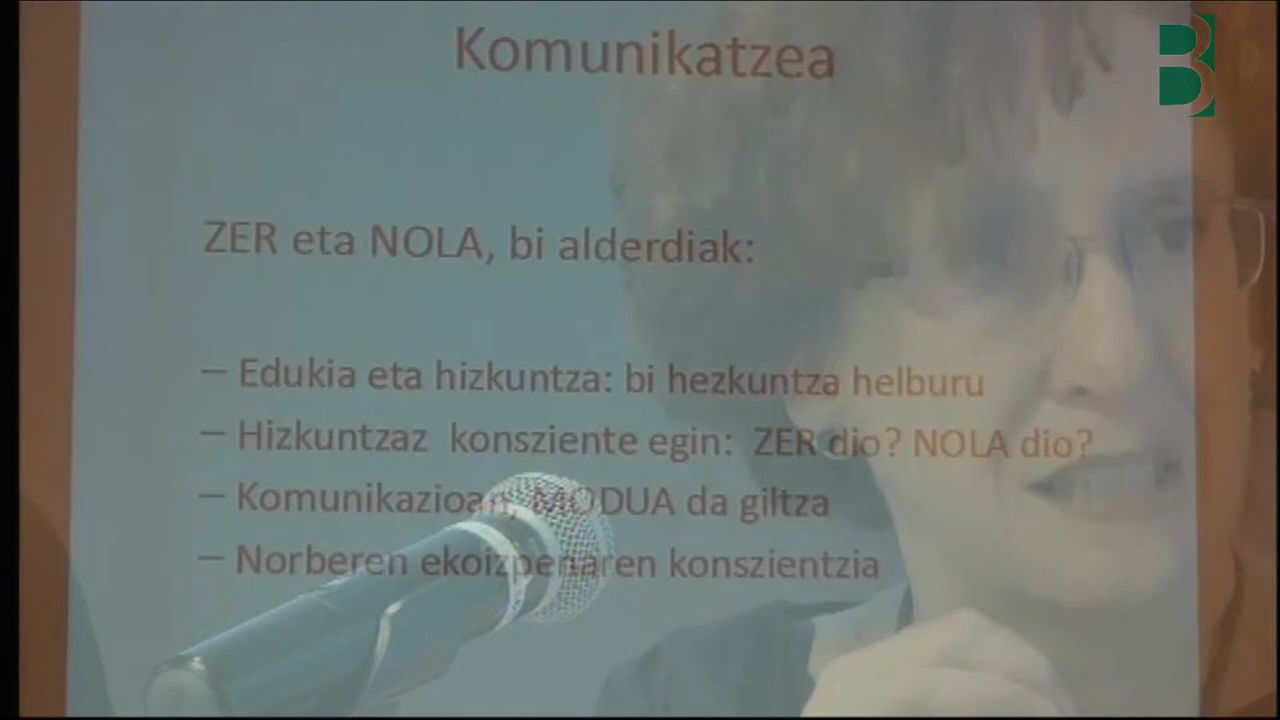 B
Komunikatzea
ZER eta NOLA, bi alderdiak:
– Edukia eta hizkuntza: bi hezkuntza helburu
– Hizkuntzaz konsziente egin: ZER dio? NOLA dio?
– Komunikazioan, MODUA da giltza
– Norberen ekoizpenaren konszientzia